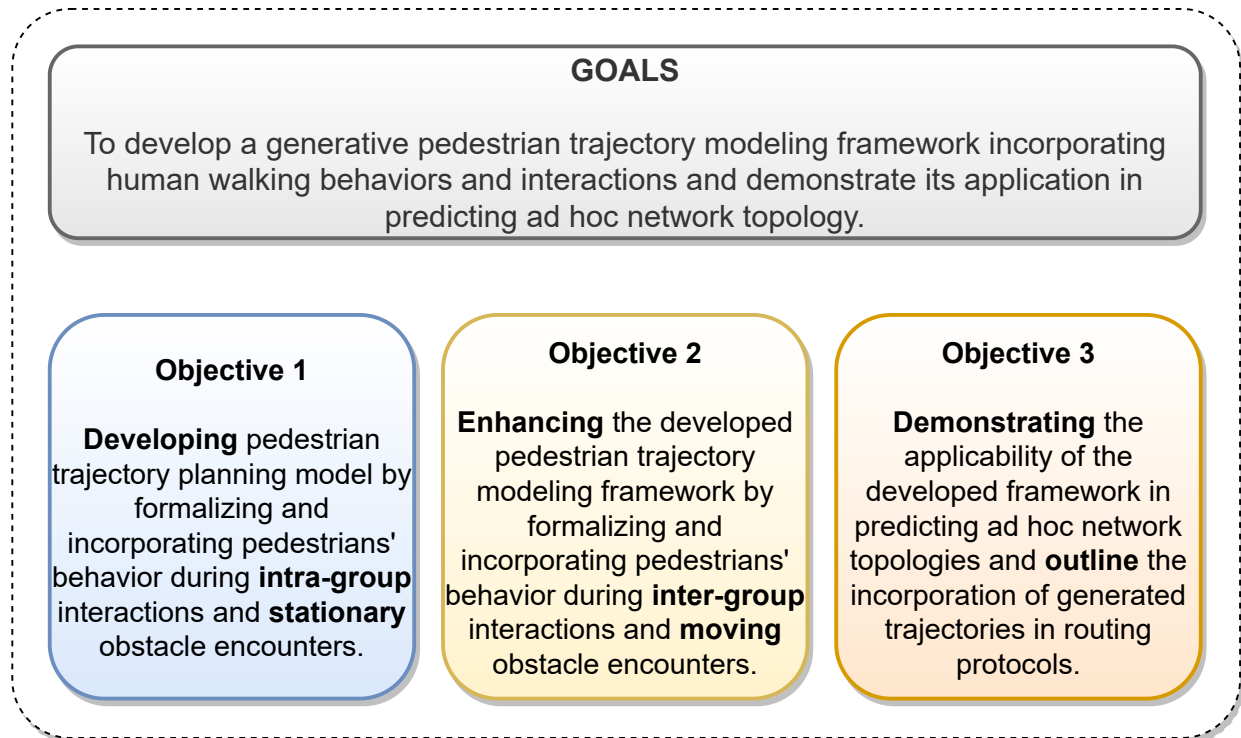 GOALS
To develop a generative pedestrian trajectory modeling framework incorporating
human walking behaviors and interactions and demonstrate its application in
predicting ad hoc network topology.
Objective 1
Developing pedestrian
trajectory planning model by
formalizing and
incorporating pedestrians'
behavior during intra-group
interactions and stationary
obstacle encounters.
Objective 2
Enhancing the developed
pedestrian trajectory
modeling framework by
formalizing and
incorporating pedestrians'
behavior during inter-group
interactions and moving
obstacle encounters.
Objective 3
Demonstrating the
applicability of the
developed framework in
predicting ad hoc network
topologies and outline the
incorporation of generated
trajectories in routing
protocols.